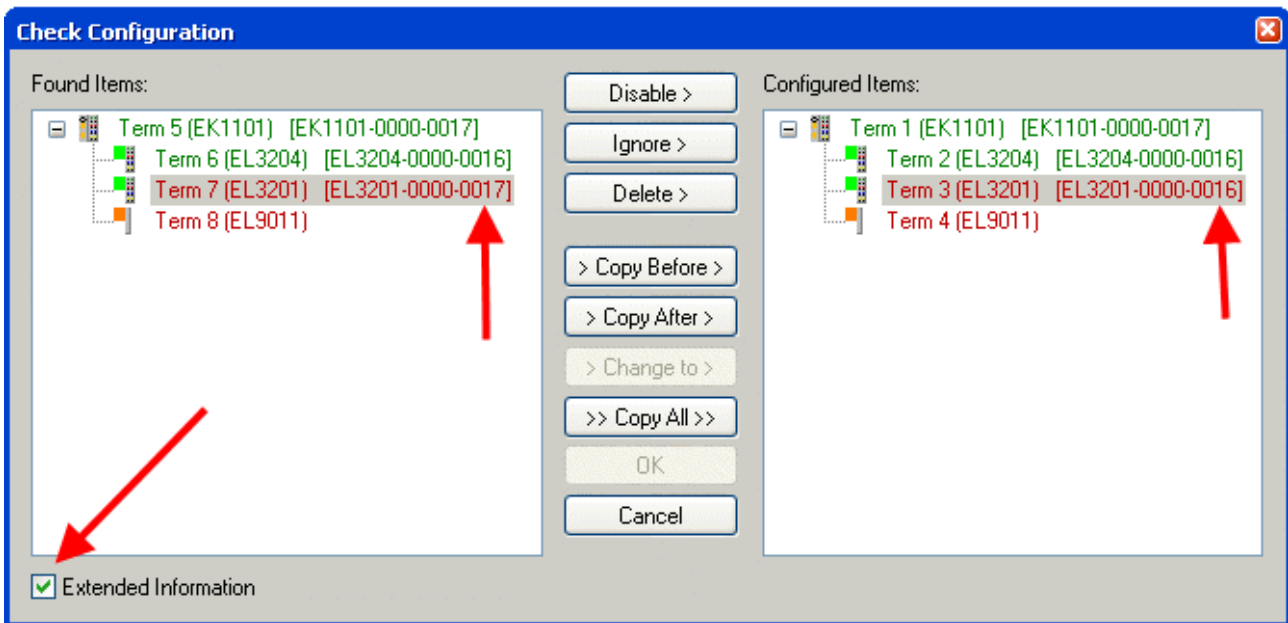 Check Configuration
Found Items:
Term 5 (EK1101) [EK1101-0000-0017]
Term 6 (EL3204) [EL3204-0000-0016]
Term 7 (EL3201) [EL3201-0000-0017]
Term 8 (EL9011)
Disable >
Ignore >
Delete >
> Copy Before >
> Copy After >
> Change to >
>> Copy All >>
OK
Cancel
Configured Items:
Term 1 (EK1101) [EK1101-0000-0017]
Term 2 (EL3204) [EL3204-0000-0016]
Term 3 (EL3201) [EL3201-0000-0016]
Term 4 (EL9011)
Extended Information